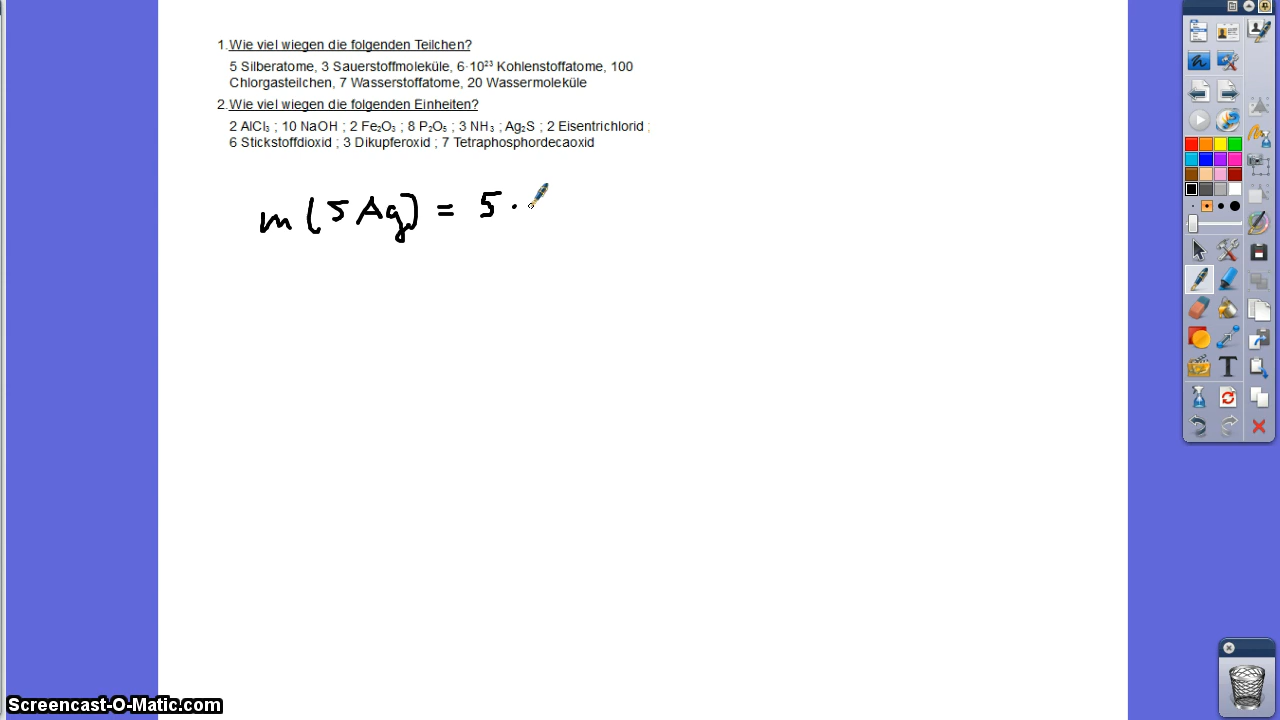 1. Wie viel wiegen die folgenden Teilchen?
5 Silberatome, 3 Sauerstoffmoleküle, 6·10²³ Kohlenstoffatome, 100
Chlorgasteilchen, 7 Wasserstoffatome, 20 Wassermoleküle
2. Wie viel wiegen die folgenden Einheiten?
2 AlCl₃ ; 10 NaOH ; 2 Fe₂O₃ ; 8 P₂O₅ ; 3 NH₃ ; Ag₂S ; 2 Eisentrichlorid ;
6 Stickstoffdioxid ; 3 Dikupferoxid ; 7 Tetraphosphordecaoxid
m (5 Ag) = 5 ·
T
Screencast-O-Matic.com